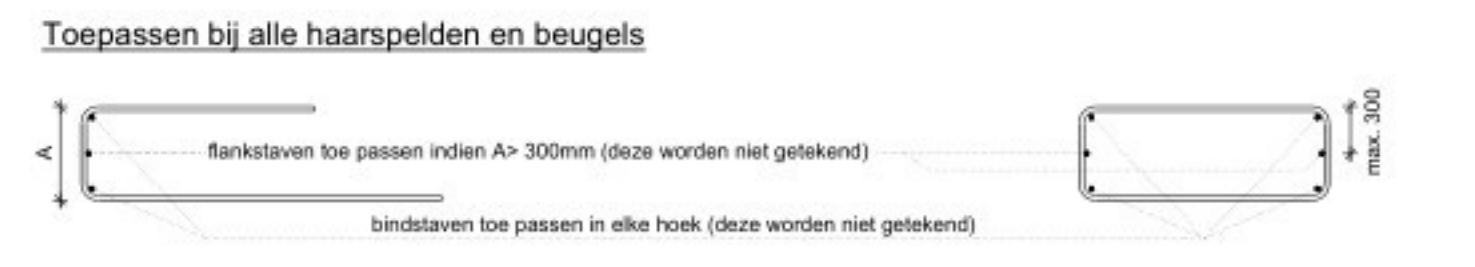 Toepassen bij alle haarspelden en beugels
A
flankstaven toe passen indien A> 300mm (deze worden niet getekend)
max. 300
bindstaven toe passen in elke hoek (deze worden niet getekend)